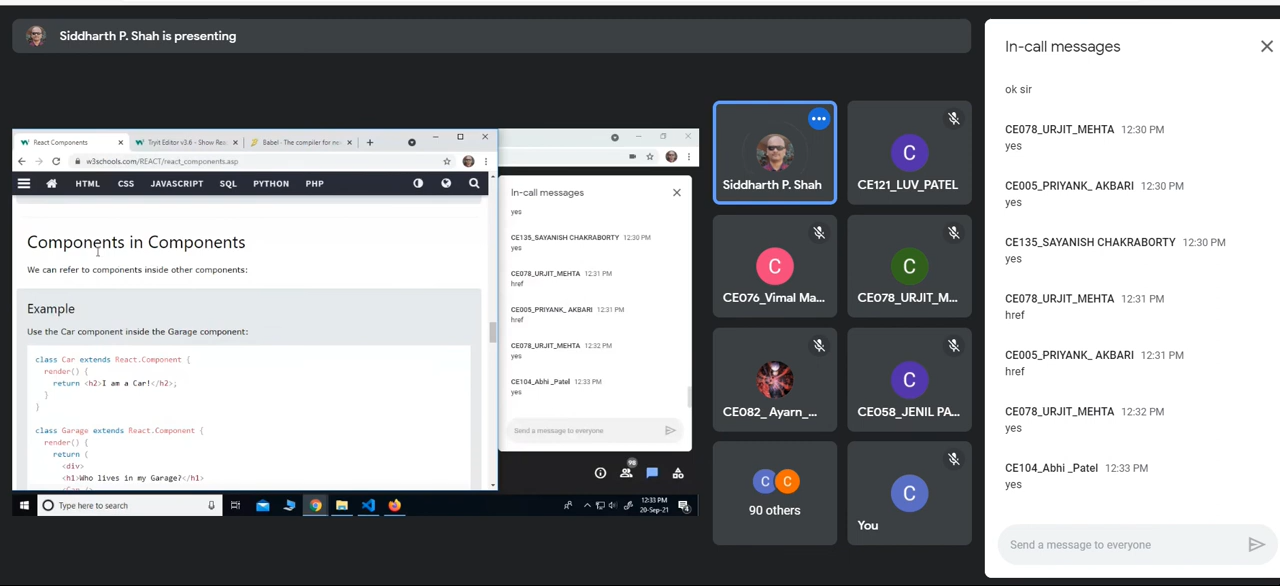 Siddharth P. Shah is presenting
React Components
Tryit Editor v3.6 - Show Rea
Babel - The compiler for ne
w3schools.com/REACT/react_components.asp
HTML CSS JAVASCRIPT SQL PYTHON PHP
Components in Components
We can refer to components inside other components:
Example
Use the Car component inside the Garage component:
class Car extends React.Component {
render() {
return <h2>I am a Car!</h2>;
}
}
class Garage extends React.Component {
render() {
return (
<div>
<h1>Who lives in my Garage?</h1>
<Car />
Type here to search
12:33 PM
20-Sep-21
In-call messages
yes
CE135_SAYANISH CHAKRABORTY 12:30 PM
yes
CE078_URJIT_MEHTA 12:31 PM
href
CE005_PRIYANK_ AKBARI 12:31 PM
href
CE078_URJIT_MEHTA 12:32 PM
yes
CE104_Abhi _Patel 12:33 PM
yes
Send a message to everyone
98
Siddharth P. Shah
C
CE121_LUV_PATEL
C
CE076_Vimal Ma...
C
CE078_URJIT_M...
CE082_ Ayarn_...
C
CE058_JENIL PA...
C C
90 others
C
You
In-call messages
ok sir
CE078_URJIT_MEHTA 12:30 PM
yes
CE005_PRIYANK_ AKBARI 12:30 PM
yes
CE135_SAYANISH CHAKRABORTY 12:30 PM
yes
CE078_URJIT_MEHTA 12:31 PM
href
CE005_PRIYANK_ AKBARI 12:31 PM
href
CE078_URJIT_MEHTA 12:32 PM
yes
CE104_Abhi _Patel 12:33 PM
yes
Send a message to everyone